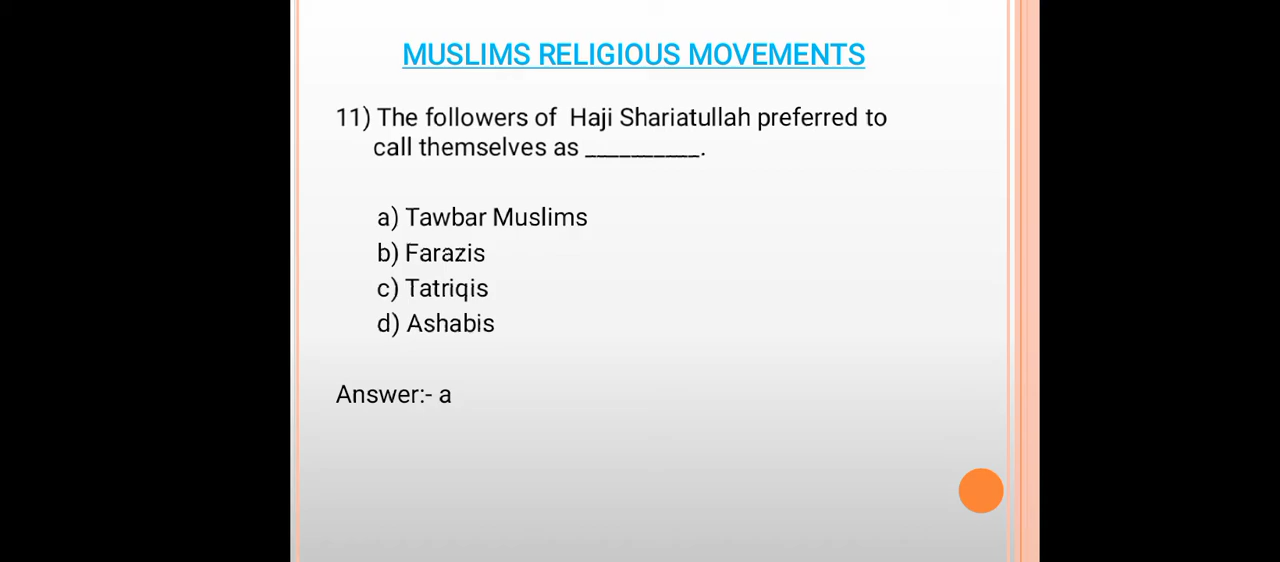 MUSLIMS RELIGIOUS MOVEMENTS
11) The followers of Haji Shariatullah preferred to
call themselves as __________.
a) Tawbar Muslims
b) Farazis
c) Tatriqis
d) Ashabis
Answer:- a